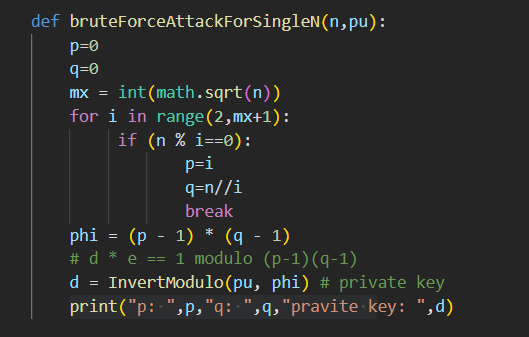 def bruteForceAttackForSingleN(n,pu):
    p=0
    q=0
    mx = int(math.sqrt(n))
    for i in range(2,mx+1):
        if (n % i==0):
              p=i
              q=n//i
              break
    phi = (p - 1) * (q - 1)
    # d * e == 1 modulo (p-1)(q-1)
    d = InvertModulo(pu, phi) # private key
    print("p: ",p,"q: ",q,"pravite key: ",d)